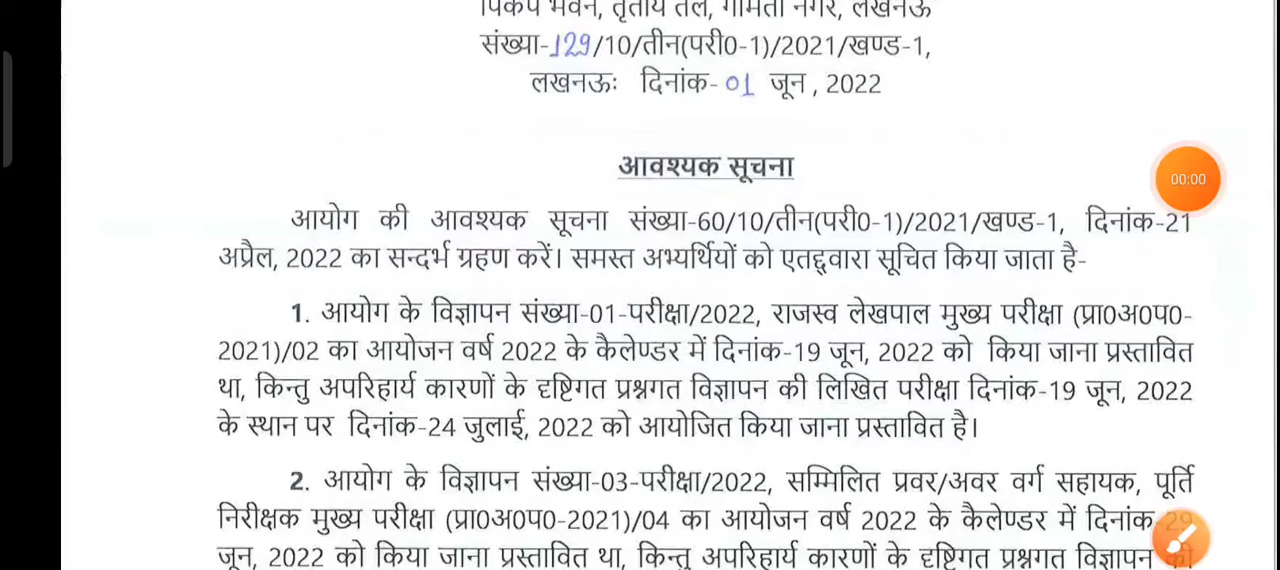 पिकप भवन, तृतीय तल, गोमती नगर, लखनऊ
संख्या-129/10/तीन(परी0-1)/2021/खण्ड-1,
लखनऊः दिनांक- 01 जून , 2022
आवश्यक सूचना
00:00
आयोग की आवश्यक सूचना संख्या-60/10/तीन(परी0-1)/2021/खण्ड-1, दिनांक-21
अप्रैल, 2022 का सन्दर्भ ग्रहण करें। समस्त अभ्यर्थियों को एतद्द्वारा सूचित किया जाता है-
1. आयोग के विज्ञापन संख्या-01-परीक्षा/2022, राजस्व लेखपाल मुख्य परीक्षा (प्रा0अ0प0-
2021)/02 का आयोजन वर्ष 2022 के कैलेण्डर में दिनांक-19 जून, 2022 को किया जाना प्रस्तावित
था, किन्तु अपरिहार्य कारणों के दृष्टिगत प्रश्नगत विज्ञापन की लिखित परीक्षा दिनांक-19 जून, 2022
के स्थान पर दिनांक-24 जुलाई, 2022 को आयोजित किया जाना प्रस्तावित है।
2. आयोग के विज्ञापन संख्या-03-परीक्षा/2022, सम्मिलित प्रवर/अवर वर्ग सहायक, पूर्ति
निरीक्षक मुख्य परीक्षा (प्रा0अ0प0-2021)/04 का आयोजन वर्ष 2022 के कैलेण्डर में दिनांक-29
जून, 2022 को किया जाना प्रस्तावित था, किन्तु अपरिहार्य कारणों के दृष्टिगत प्रश्नगत विज्ञापन की